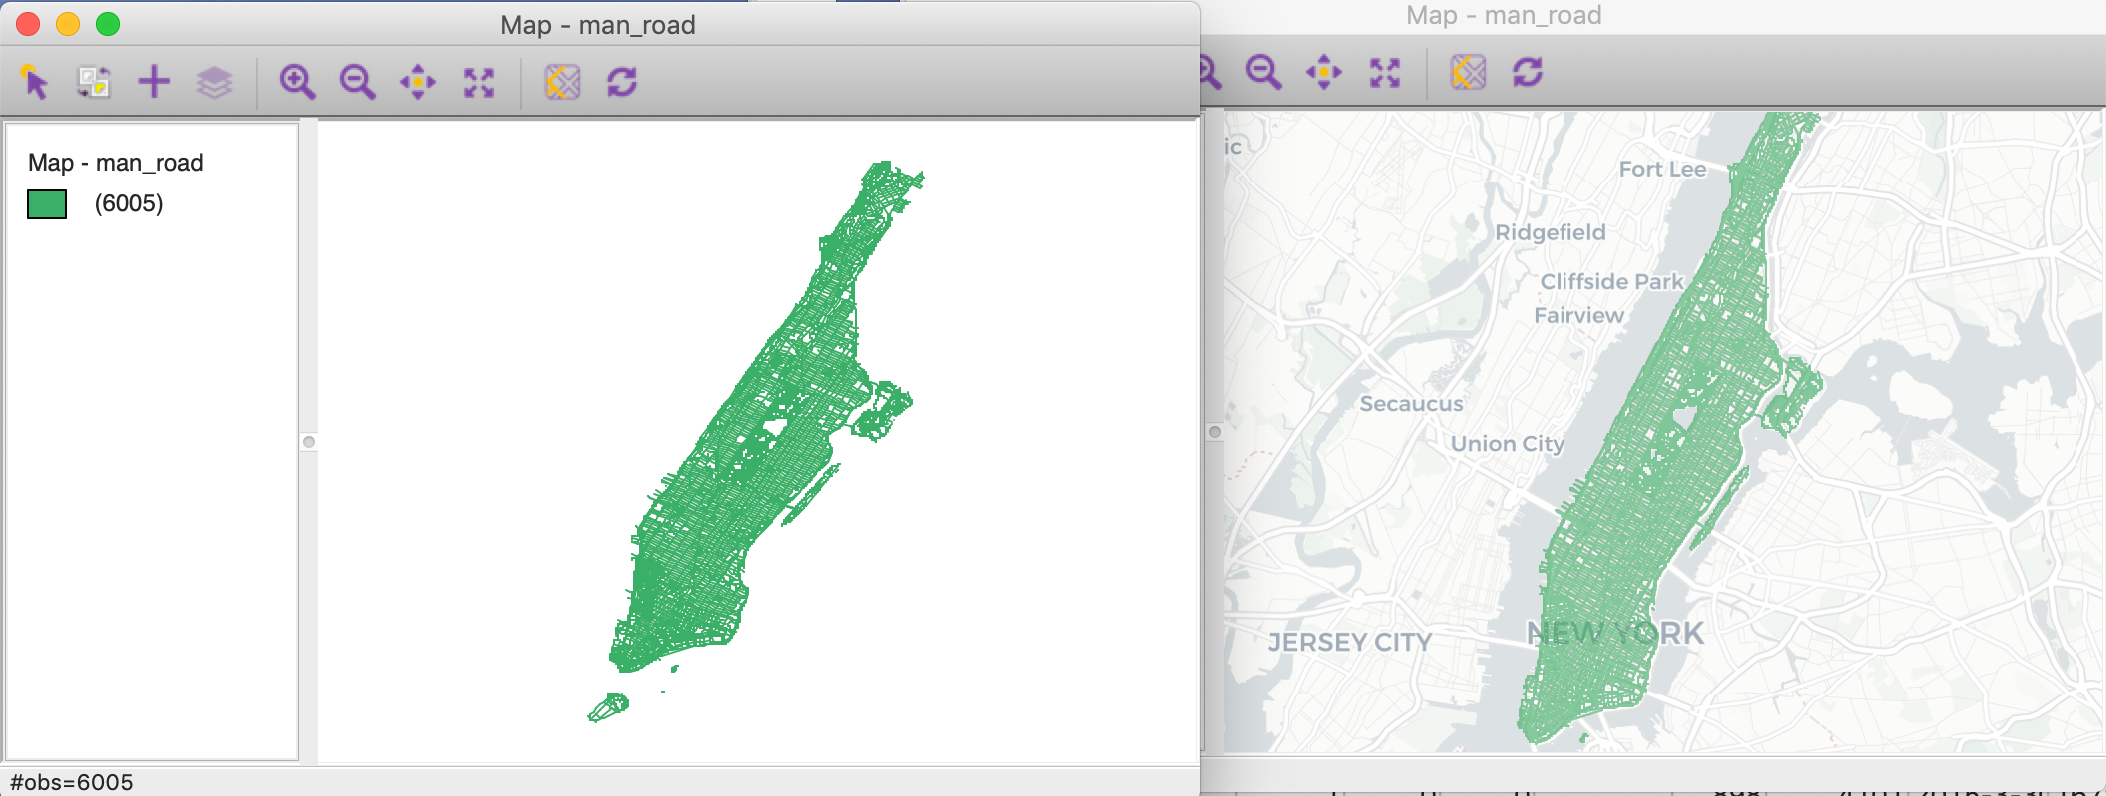 Map - man_road
Map - man_road
Map - man_road
(6005)
#obs=6005
ic
Fort Lee
Ridgefield
Cliffside Park
Fairview
Secaucus
Union City
JERSEY CITY
NEW YORK